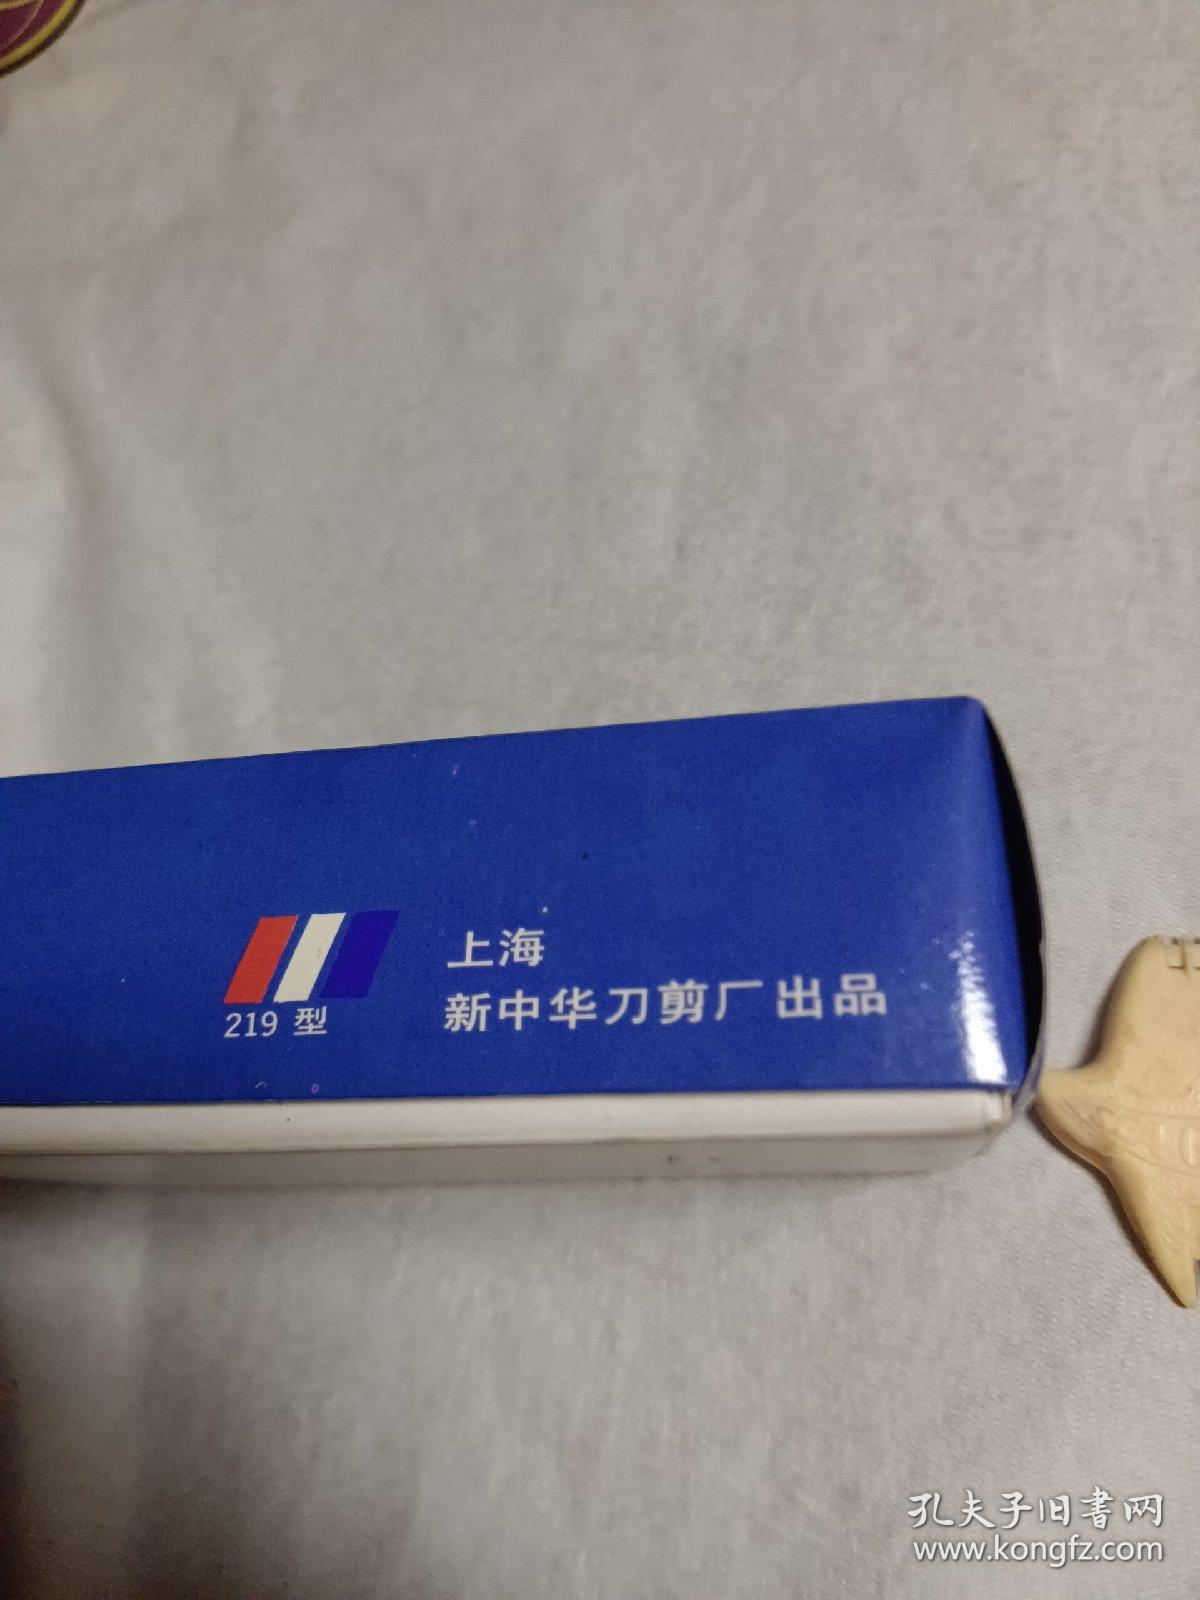 上海
219 型
新中华刀剪厂出品
孔夫子旧书网
www.kongfz.com